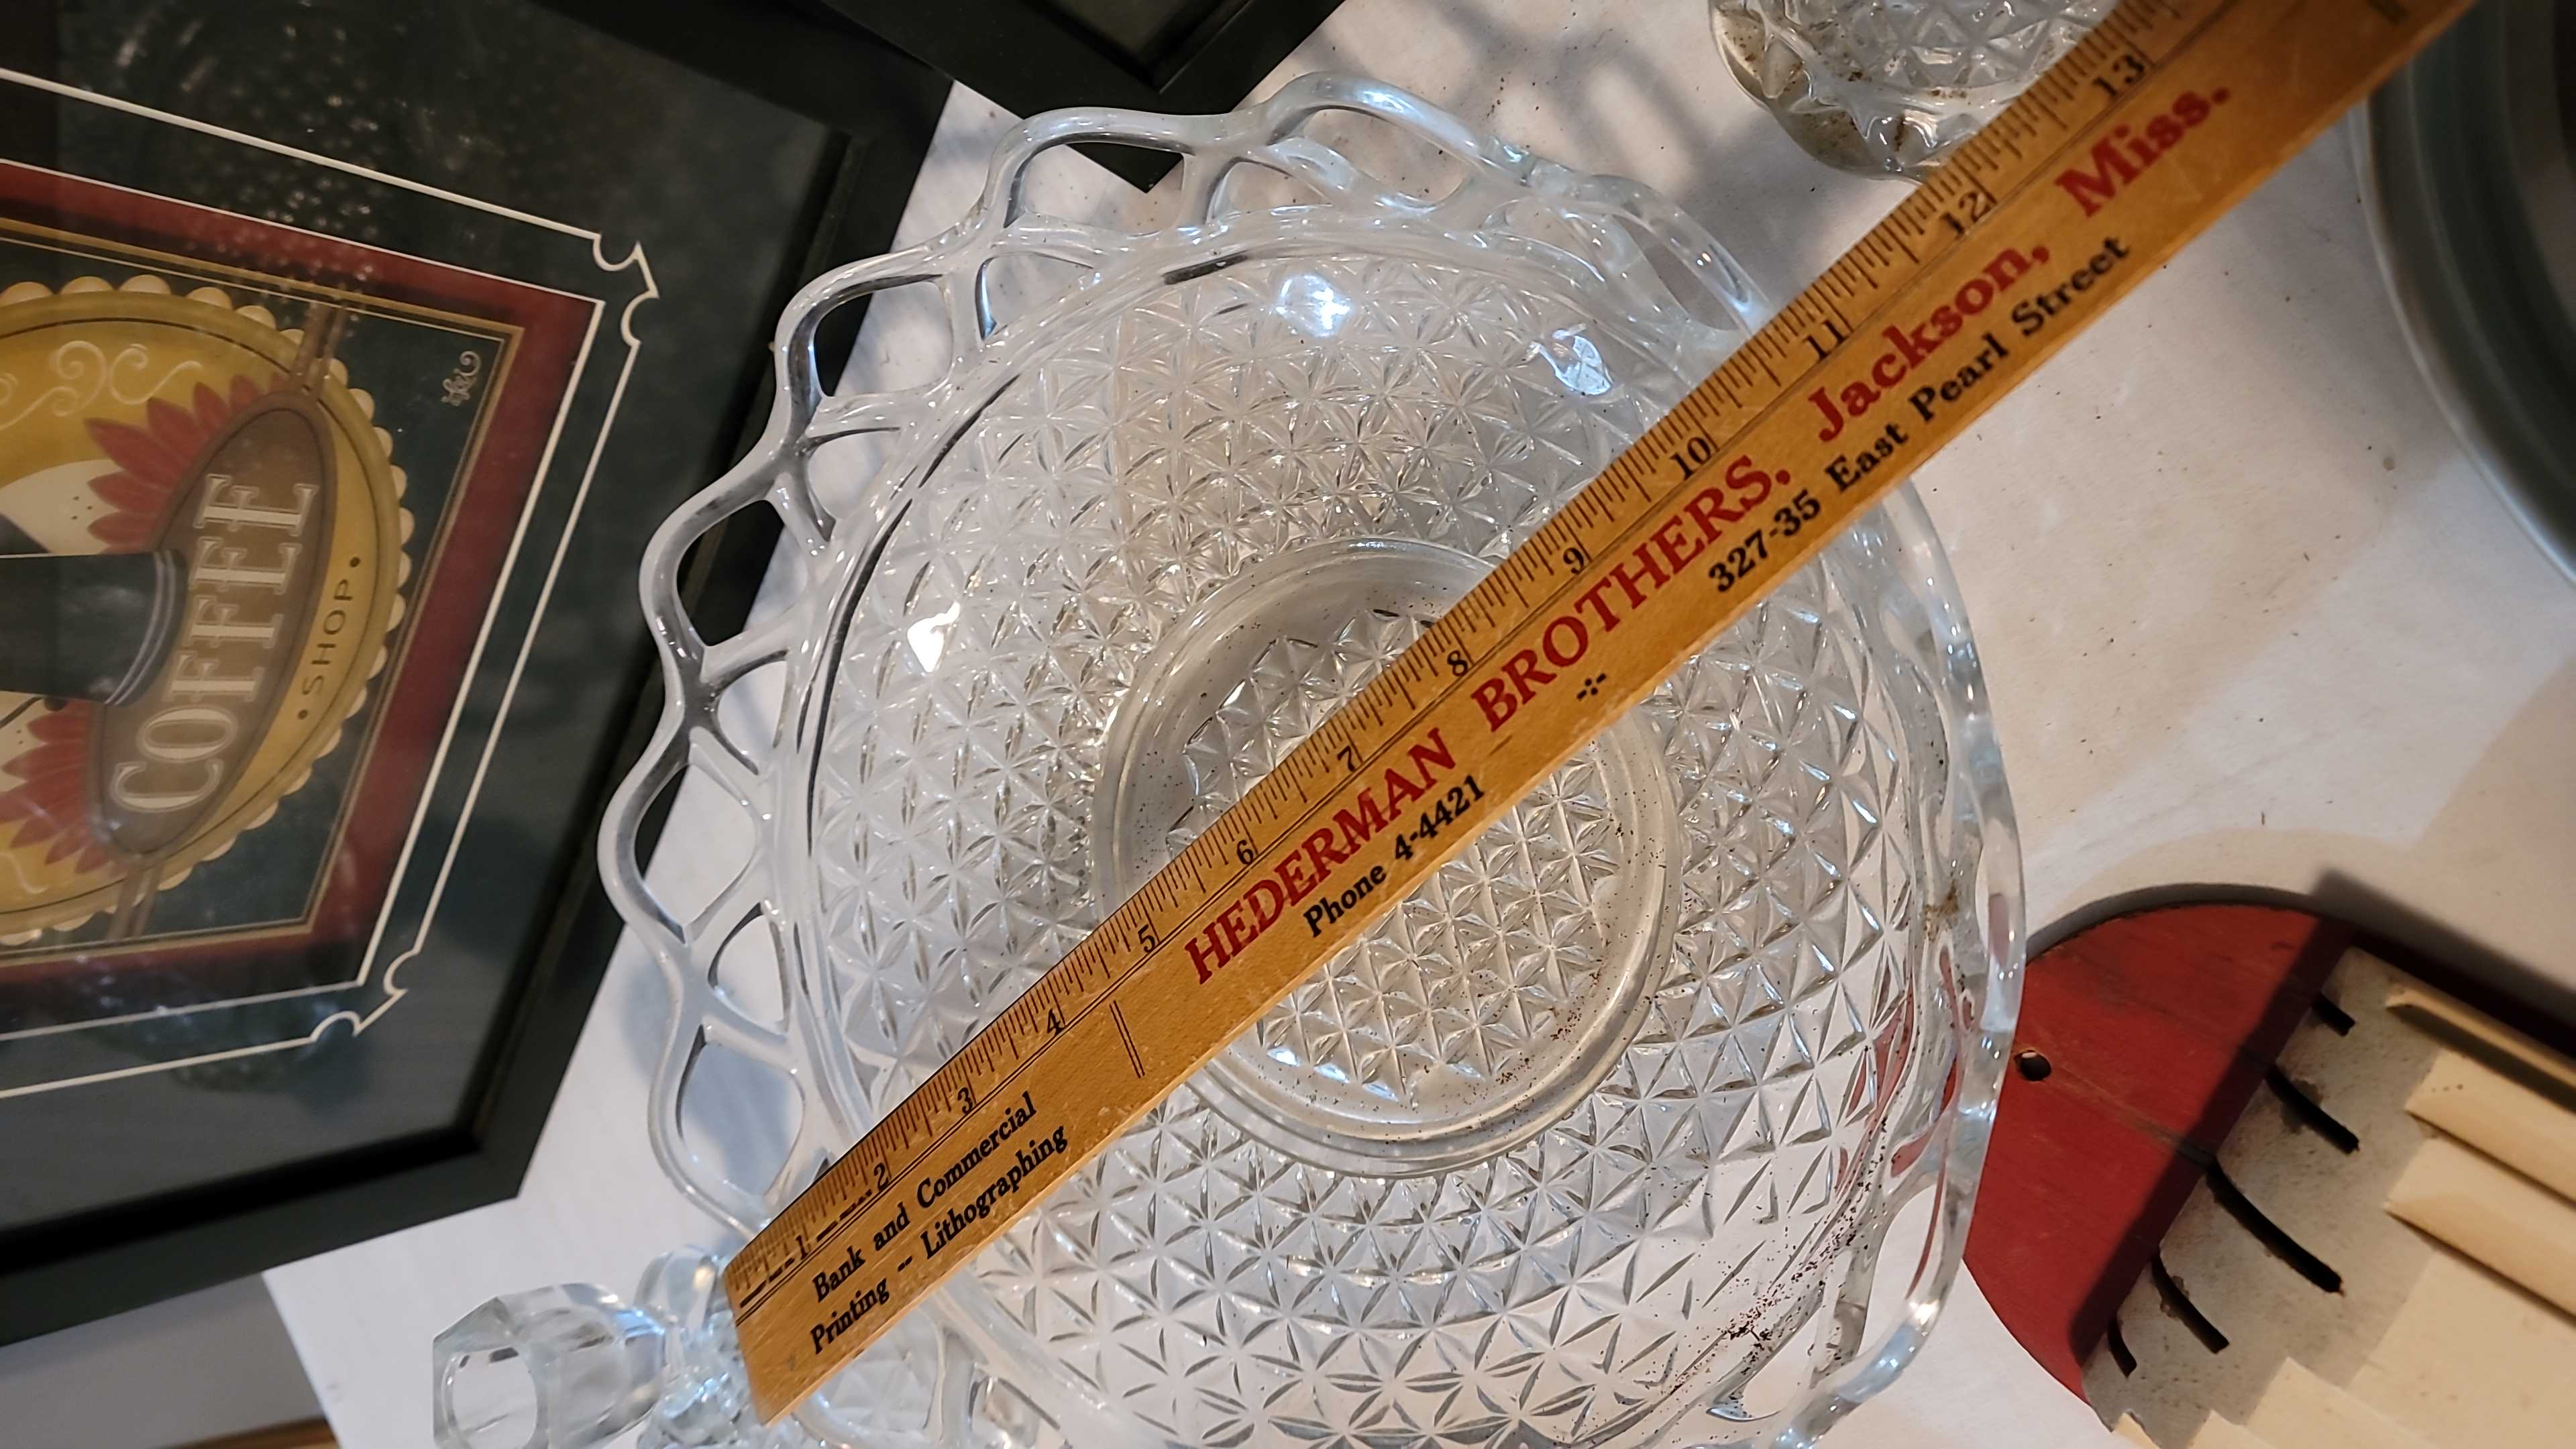 COFFEE
• SHOP •
1 2 3 4 5 6 7 8 9 10 11 12 13
Bank and Commercial
Printing -- Lithographing
HEDERMAN BROTHERS. Jackson, Miss.
Phone 4-4421
327-35 East Pearl Street